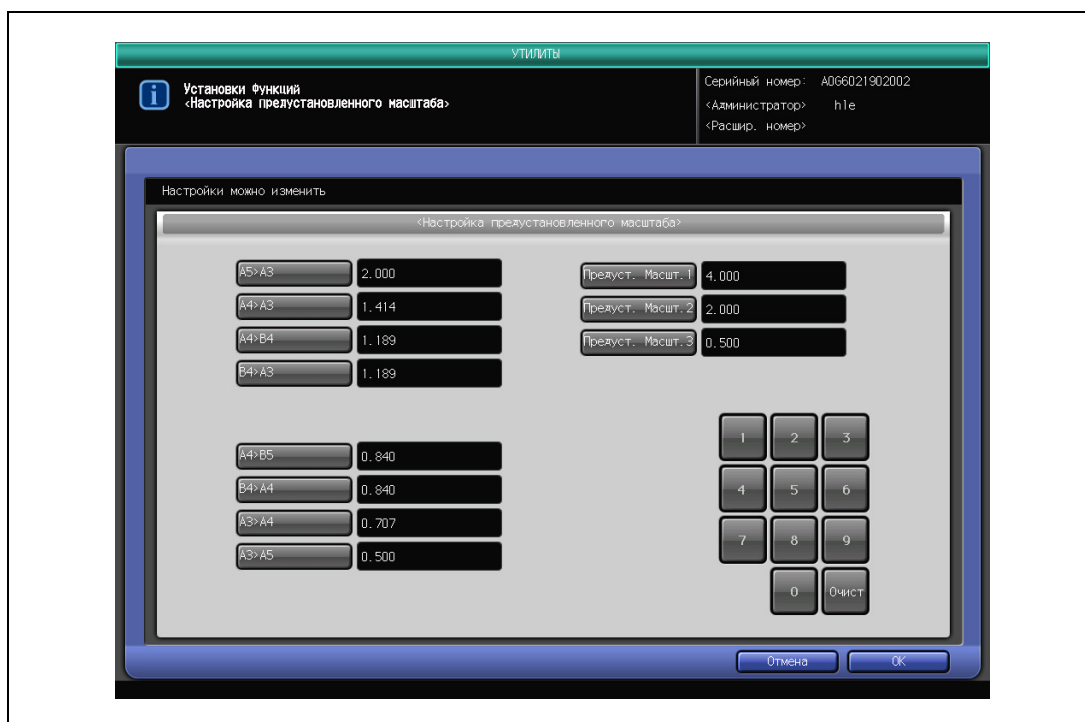 УТИЛИТЫ
Установки Функций
<Настройка предустановленного масштаба>
Серийный номер: A0G6021902002
<Администратор> hle
<Расшир. номер>
Настройки можно изменить
<Настройка предустановленного масштаба>
A5>A3 2.000
A4>A3 1.414
A4>B4 1.189
B4>A3 1.189
Предуст. Масшт.1 4.000
Предуст. Масшт.2 2.000
Предуст. Масшт.3 0.500
A4>B5 0.840
B4>A4 0.840
A3>A4 0.707
A3>A5 0.500
1 2 3
4 5 6
7 8 9
0 Очист
Отмена OK